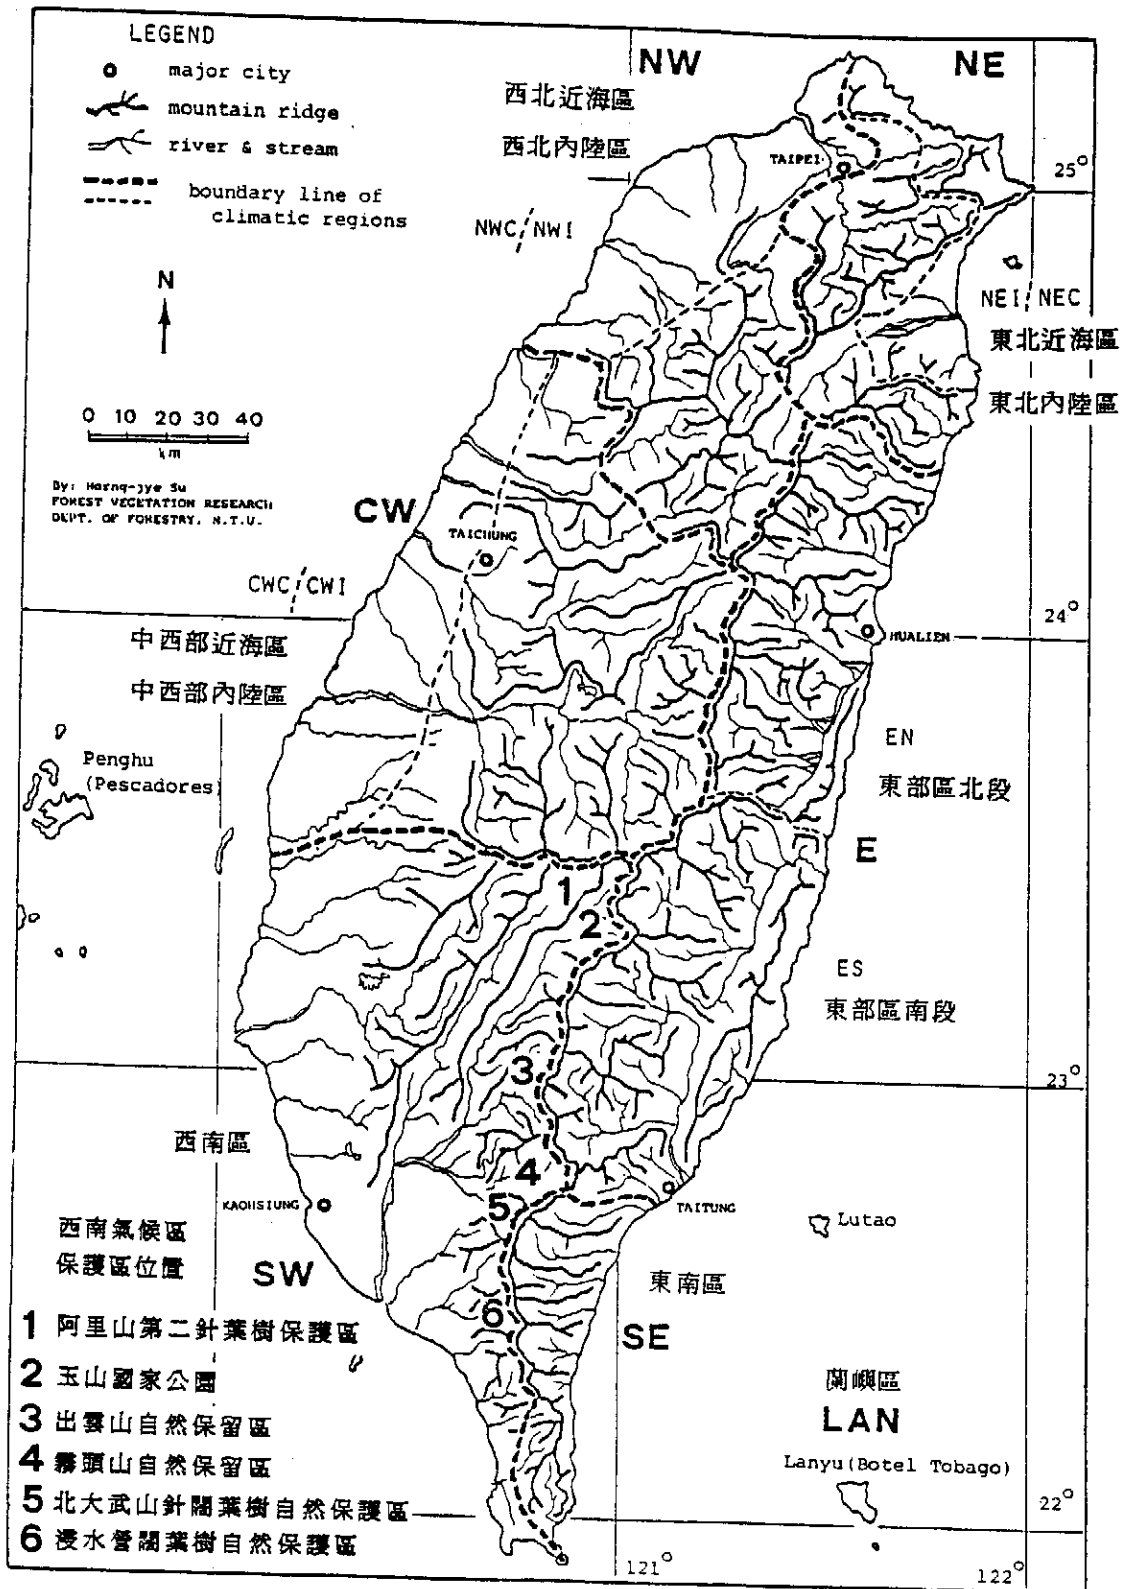 LEGEND
major city
mountain ridge
river & stream
boundary line of
climatic regions
N
0 10 20 30 40
km
By: Horng-jye Su
FOREST VEGETATION RESEARCH
DEPT. OF FORESTRY, N.T.U.
NW
NE
西北近海區
西北內陸區
TAIPEI
25°
NWC/NWI
NEI/NEC
東北近海區
東北內陸區
CW
TAICHUNG
CWC/CWI
24°
HUALIEN
中西部近海區
中西部內陸區
Penghu
(Pescadores)
EN
東部區北段
E
1
2
ES
東部區南段
3
23°
西南區
4
5
KAOHSIUNG
TAITUNG
Lutao
西南氣候區
保護區位置
SW
東南區
6
SE
1 阿里山第二針葉樹保護區
2 玉山國家公園
3 出雲山自然保留區
4 霧頭山自然保留區
5 北大武山針闊葉樹自然保護區
6 浸水營闊葉樹自然保護區
蘭嶼區
LAN
Lanyu(Botel Tobago)
22°
121°
122°